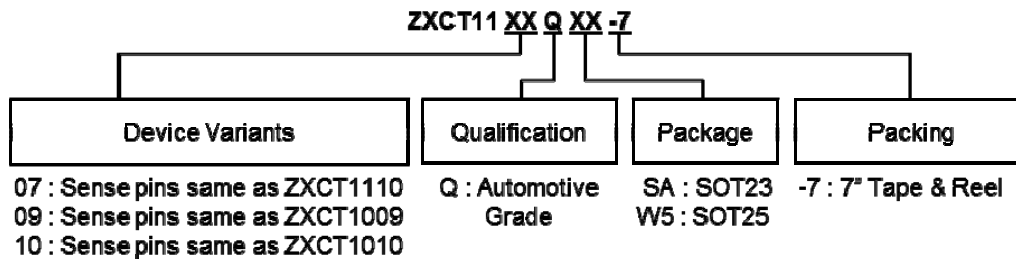 ZXCT11 XX Q XX -7
Device Variants
Qualification
Package
Packing
07 : Sense pins same as ZXCT1110
09 : Sense pins same as ZXCT1009
10 : Sense pins same as ZXCT1010
Q : Automotive
Grade
SA : SOT23
W5 : SOT25
-7 : 7" Tape & Reel